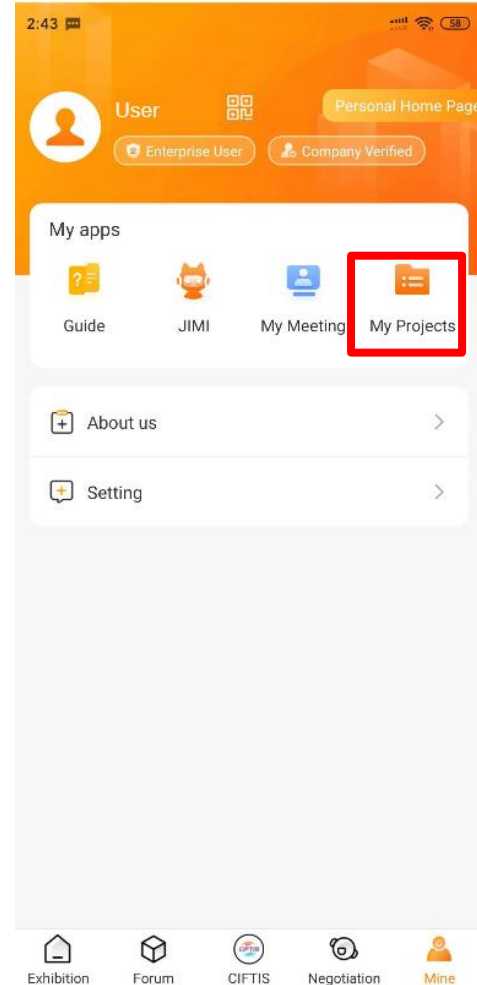 2:43
58
User
Personal Home Page
Enterprise User
Company Verified
My apps
Guide
JIMI
My Meeting
My Projects
About us
Setting
CIFTIS
Exhibition
Forum
CIFTIS
Negotiation
Mine